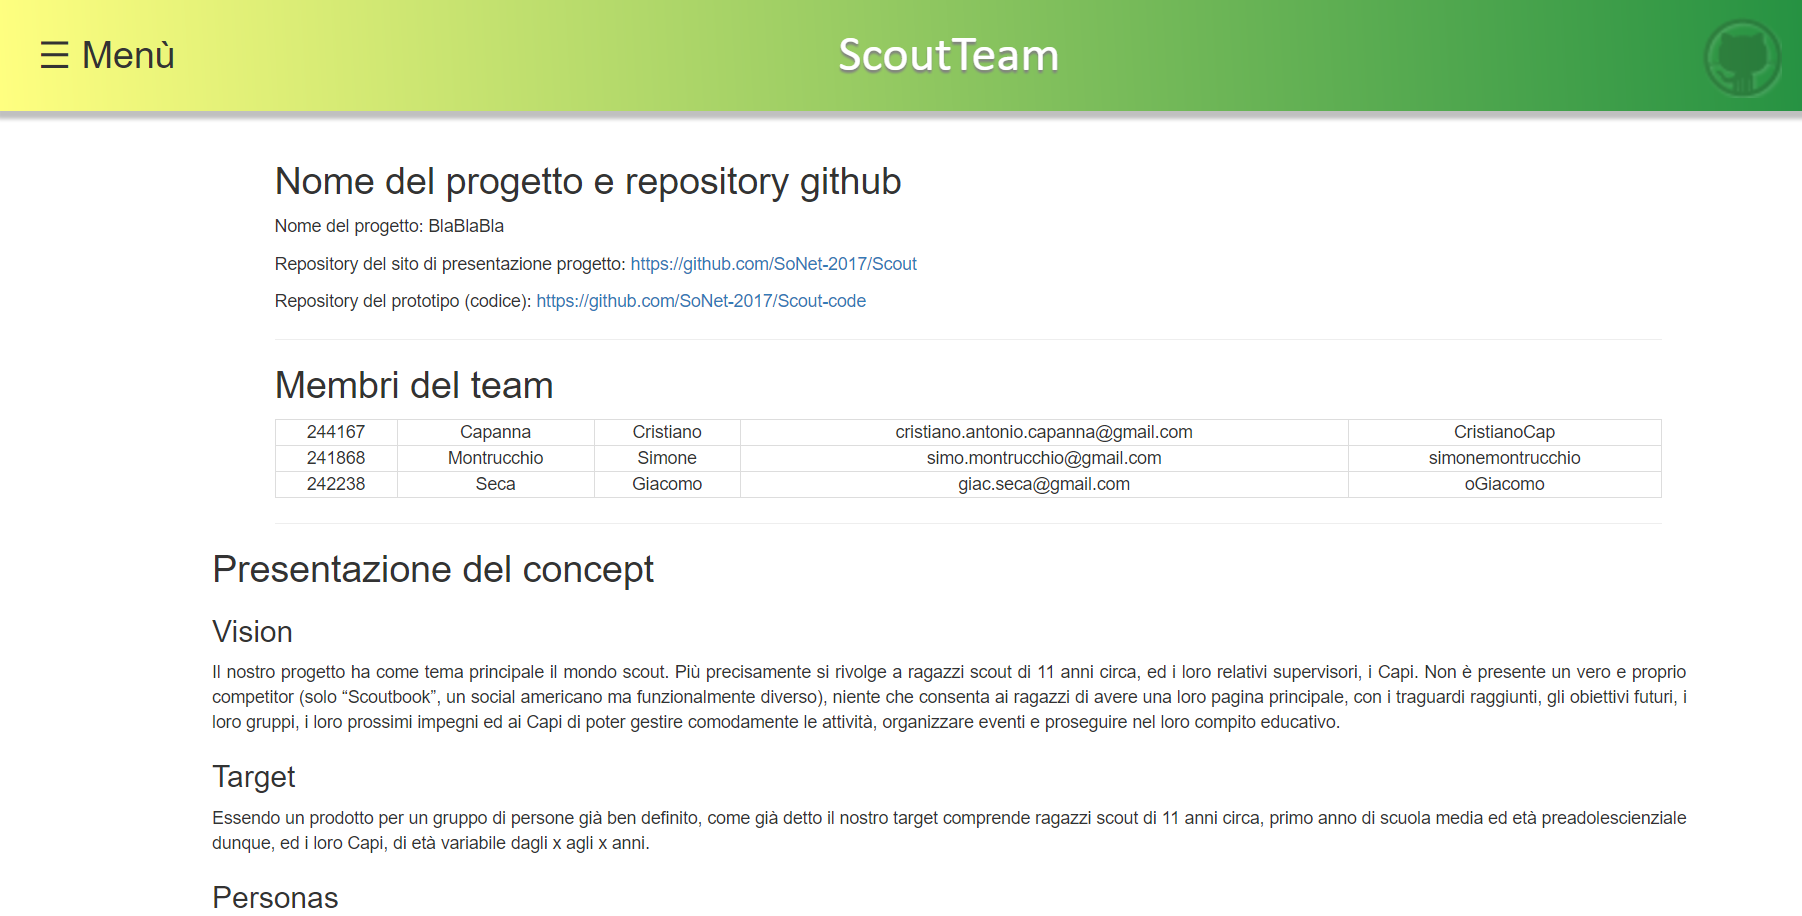 ☰ Menù
ScoutTeam
Nome del progetto e repository github
Nome del progetto: BlaBlaBla
Repository del sito di presentazione progetto: https://github.com/SoNet-2017/Scout
Repository del prototipo (codice): https://github.com/SoNet-2017/Scout-code
Membri del team
244167 Capanna Cristiano cristiano.antonio.capanna@gmail.com CristianoCap
241868 Montrucchio Simone simo.montrucchio@gmail.com simonemontrucchio
242238 Seca Giacomo giac.seca@gmail.com oGiacomo
Presentazione del concept
Vision
Il nostro progetto ha come tema principale il mondo scout. Più precisamente si rivolge a ragazzi scout di 11 anni circa, ed i loro relativi supervisori, i Capi. Non è presente un vero e proprio
competitor (solo “Scoutbook”, un social americano ma funzionalmente diverso), niente che consenta ai ragazzi di avere una loro pagina principale, con i traguardi raggiunti, gli obiettivi futuri, i
loro gruppi, i loro prossimi impegni ed ai Capi di poter gestire comodamente le attività, organizzare eventi e proseguire nel loro compito educativo.
Target
Essendo un prodotto per un gruppo di persone già ben definito, come già detto il nostro target comprende ragazzi scout di 11 anni circa, primo anno di scuola media ed età preadolescienziale
dunque, ed i loro Capi, di età variabile dagli x agli x anni.
Personas